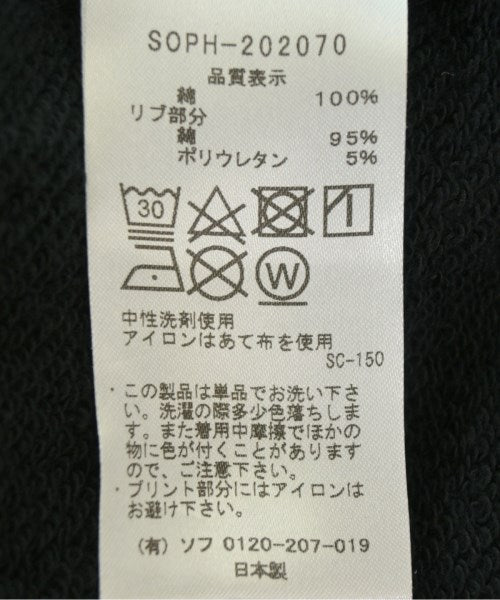 SOPH-202070
品質表示
綿 100%
リブ部分
綿 95%
ポリウレタン 5%
30
W
中性洗剤使用
アイロンはあて布を使用
SC-150
・この製品は単品でお洗い下さ
い。洗濯の際多少色落ちしま
す。また着用中摩擦でほかの
物に色が付くことがあります
ので、ご注意下さい。
・プリント部分にはアイロンは
お避け下さい。
(有) ソフ 0120-207-019
日本製